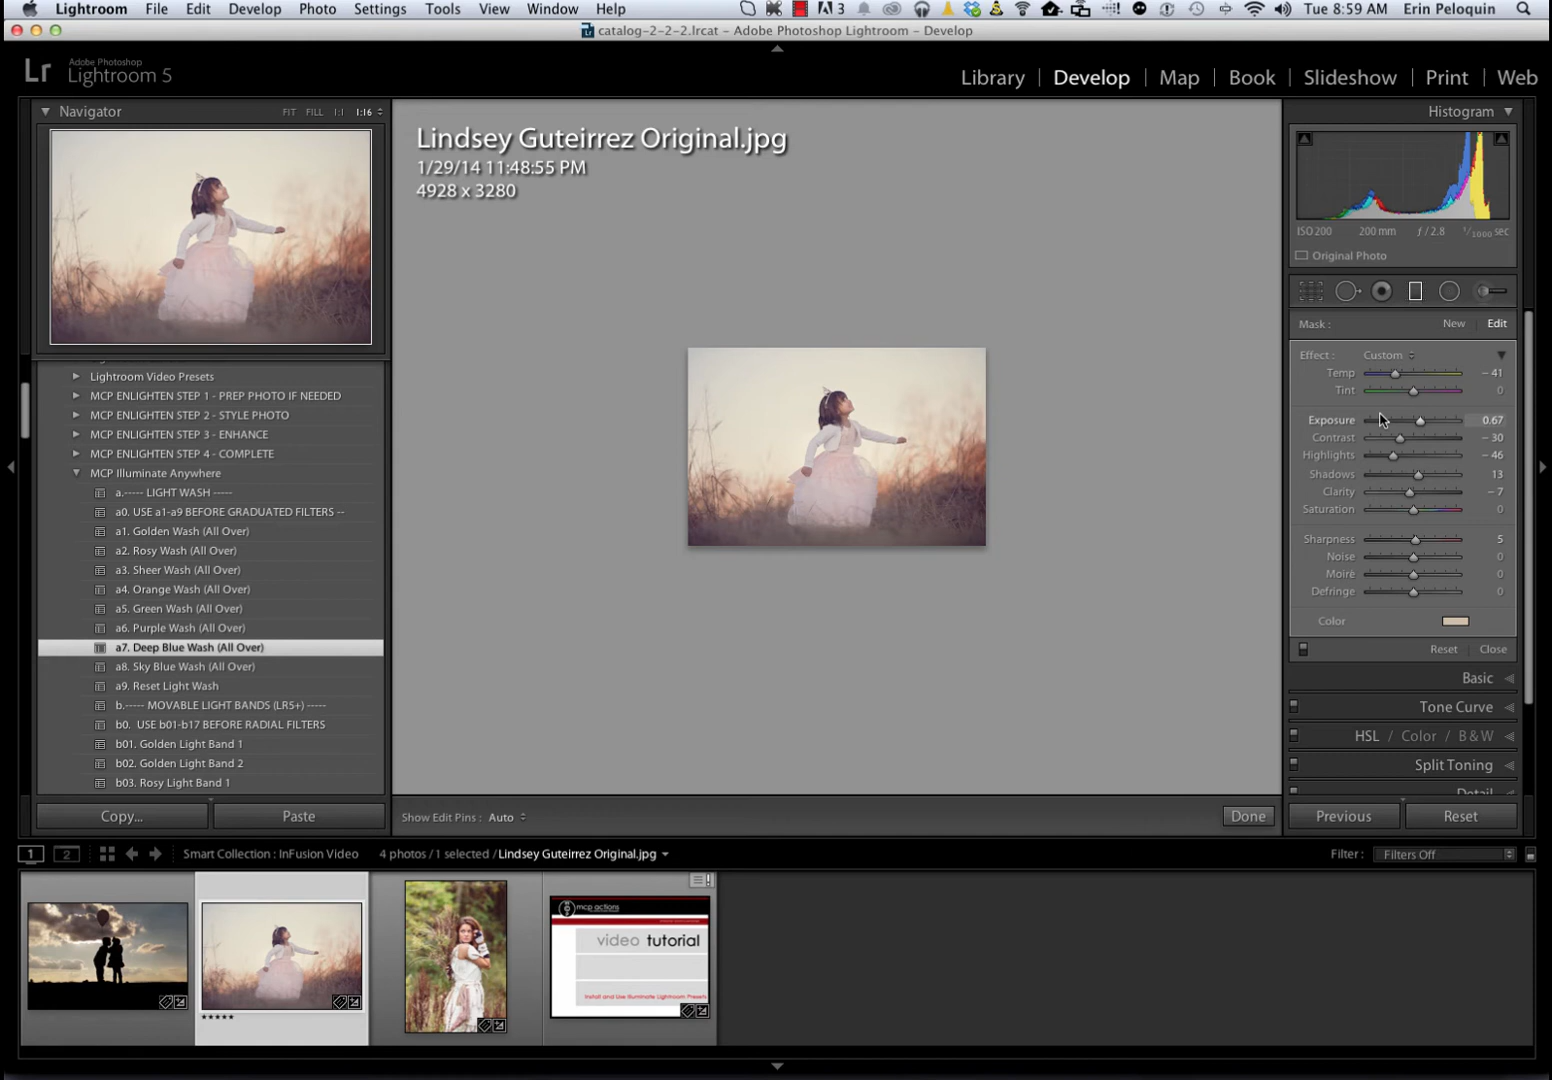 Lightroom File Edit Develop Photo Settings Tools View Window Help 3 Tue 8:59 AM Erin Peloquin
catalog-2-2-2.lrcat – Adobe Photoshop Lightroom – Develop
Lr Adobe Photoshop
Lightroom 5
Library | Develop | Map | Book | Slideshow | Print | Web
Navigator FIT FILL 1:1 1:16
Lightroom Video Presets
MCP ENLIGHTEN STEP 1 - PREP PHOTO IF NEEDED
MCP ENLIGHTEN STEP 2 - STYLE PHOTO
MCP ENLIGHTEN STEP 3 - ENHANCE
MCP ENLIGHTEN STEP 4 - COMPLETE
MCP Illuminate Anywhere
a.----- LIGHT WASH -----
a0. USE a1-a9 BEFORE GRADUATED FILTERS --
a1. Golden Wash (All Over)
a2. Rosy Wash (All Over)
a3. Sheer Wash (All Over)
a4. Orange Wash (All Over)
a5. Green Wash (All Over)
a6. Purple Wash (All Over)
a7. Deep Blue Wash (All Over)
a8. Sky Blue Wash (All Over)
a9. Reset Light Wash
b.----- MOVABLE LIGHT BANDS (LR5+) -----
b0. USE b01-b17 BEFORE RADIAL FILTERS
b01. Golden Light Band 1
b02. Golden Light Band 2
b03. Rosy Light Band 1
Copy... Paste
Lindsey Guteirrez Original.jpg
1/29/14 11:48:55 PM
4928 x 3280
Show Edit Pins : Auto Done
Histogram
ISO 200 200 mm f / 2.8 1/1000 sec
Original Photo
Mask : New Edit
Effect : Custom
Temp – 41
Tint 0
Exposure 0.67
Contrast – 30
Highlights – 46
Shadows 13
Clarity – 7
Saturation 0
Sharpness 5
Noise 0
Moiré 0
Defringe 0
Color
Reset Close
Basic
Tone Curve
HSL / Color / B & W
Split Toning
Detail
Previous Reset
1 2 Smart Collection : InFusion Video 4 photos / 1 selected / Lindsey Guteirrez Original.jpg Filter : Filters Off
mcp actions
video tutorial
Install and Use Illuminate Lightroom Presets